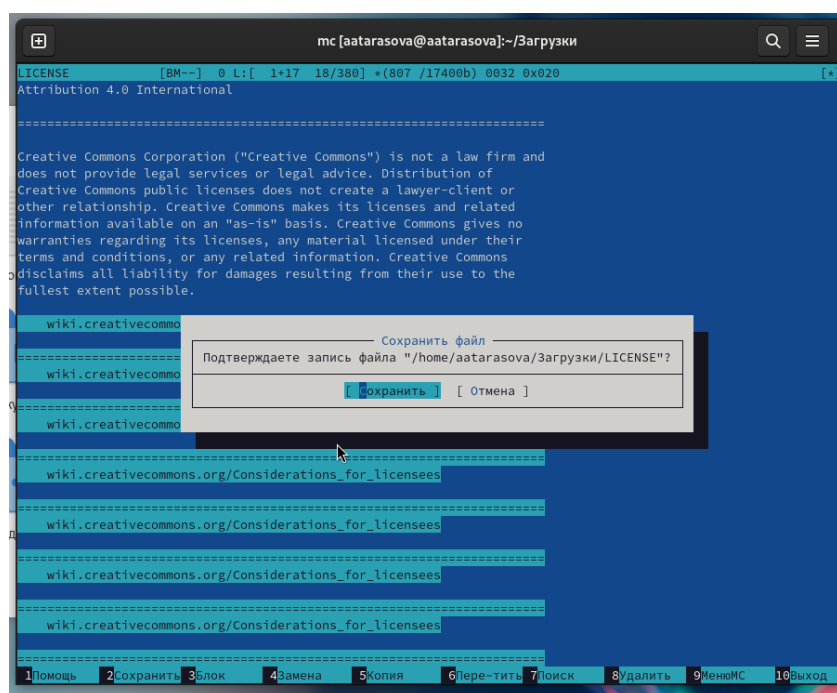 mc [aatarasova@aatarasova]:~/Загрузки
LICENSE [BM--] 0 L:[ 1+17 18/380] *(807 /17400b) 0032 0x020 [*
Attribution 4.0 International
=======================================================================
Creative Commons Corporation ("Creative Commons") is not a law firm and
does not provide legal services or legal advice. Distribution of
Creative Commons public licenses does not create a lawyer-client or
other relationship. Creative Commons makes its licenses and related
information available on an "as-is" basis. Creative Commons gives no
warranties regarding its licenses, any material licensed under their
terms and conditions, or any related information. Creative Commons
disclaims all liability for damages resulting from their use to the
fullest extent possible.
wiki.creativecommo
Сохранить файл
======================
Подтверждаете запись файла "/home/aatarasova/Загрузки/LICENSE"?
wiki.creativecommo
[ Сохранить ] [ Отмена ]
======================
wiki.creativecommo
=======================================================================
wiki.creativecommons.org/Considerations_for_licensees
=======================================================================
wiki.creativecommons.org/Considerations_for_licensees
=======================================================================
wiki.creativecommons.org/Considerations_for_licensees
=======================================================================
wiki.creativecommons.org/Considerations_for_licensees
=======================================================================
1Помощь 2Сохранить 3Блок 4Замена 5Копия 6Пере~тить 7Поиск 8Удалить 9МенюMC 10Выход